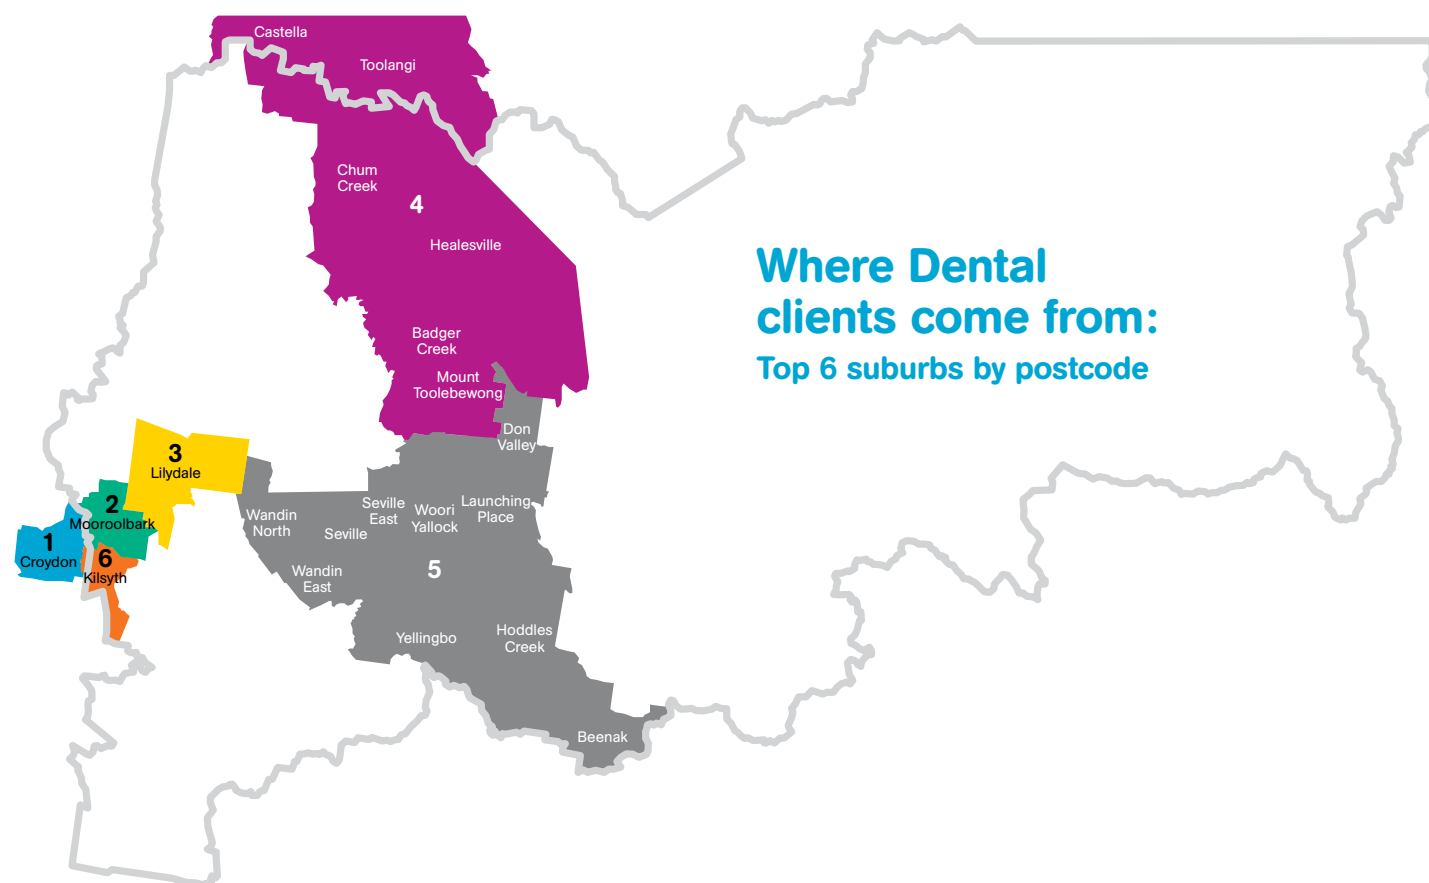 Castella
Toolangi
Chum
Creek
4
Healesville
Where Dental
clients come from:
Top 6 suburbs by postcode
Badger
Creek
Mount
Toolebewong
Don
Valley
3
Lilydale
2
Mooroolbark
1
Croydon
6
Kilsyth
Wandin
North
Seville
Seville
East
Woori
Yallock
Launching
Place
Wandin
East
5
Yellingbo
Hoddles
Creek
Beenak